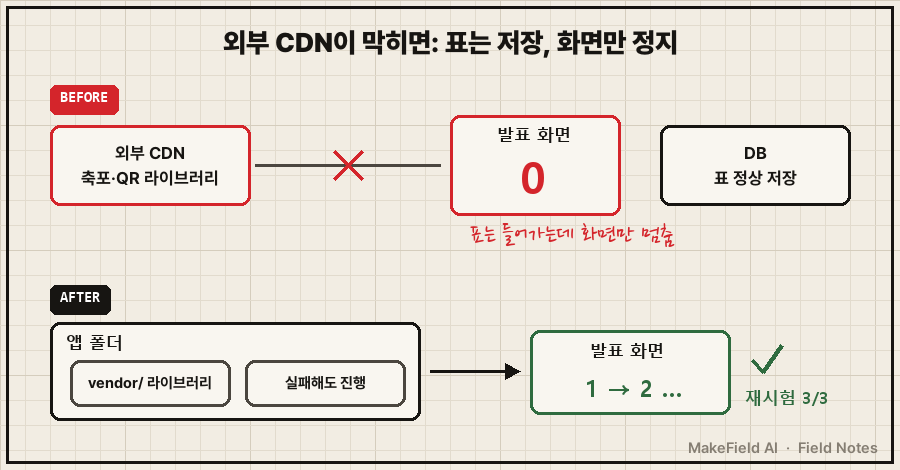 외부 CDN이 막히면: 표는 저장, 화면만 정지
BEFORE
외부 CDN
축포·QR 라이브러리
발표 화면
0
DB
표 정상 저장
표는 들어가는데 화면만 멈춤
AFTER
앱 폴더
vendor/ 라이브러리
실패해도 진행
발표 화면
1 → 2 ...
재시험 3/3
MakeField AI · Field Notes